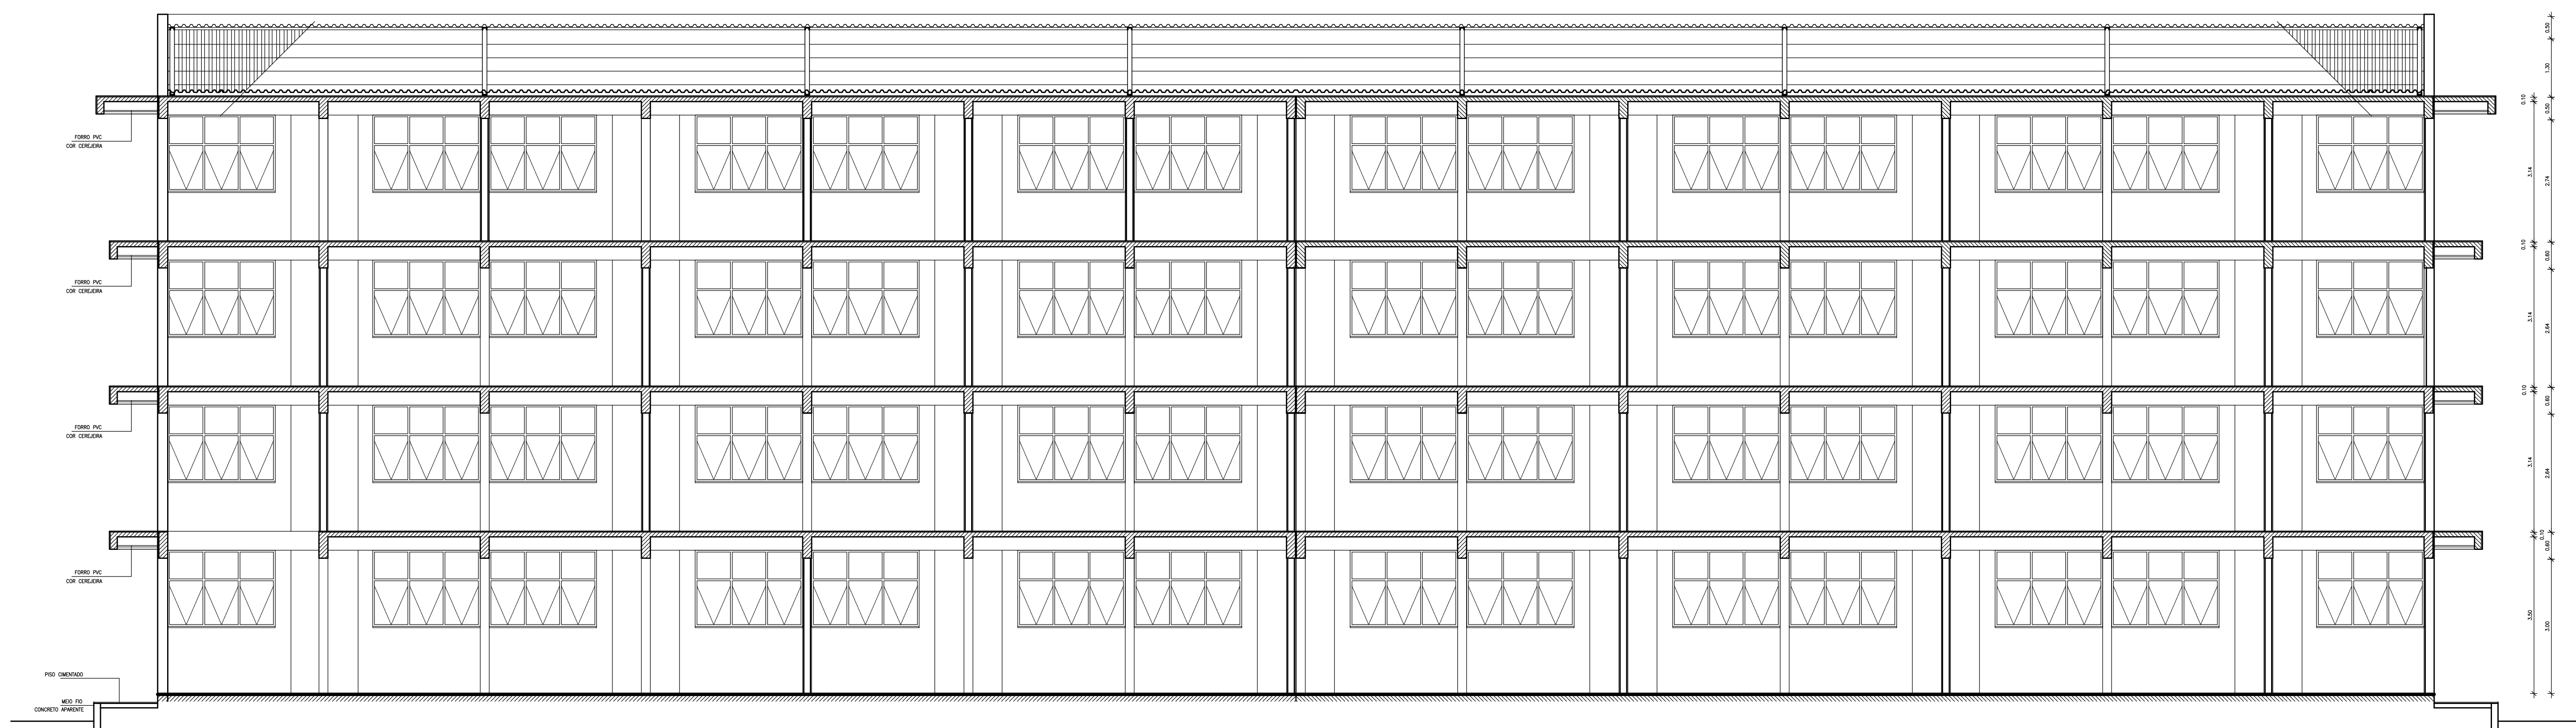 FORRO PVC
COR CEREJEIRA
FORRO PVC
COR CEREJEIRA
FORRO PVC
COR CEREJEIRA
FORRO PVC
COR CEREJEIRA
PISO CIMENTADO
MEIO FIO
CONCRETO APARENTE
0.50
1.30
0.10
0.50
3.14
2.74
0.10
0.60
3.14
2.64
0.10
0.60
3.14
2.64
0.10
0.60
3.50
3.00